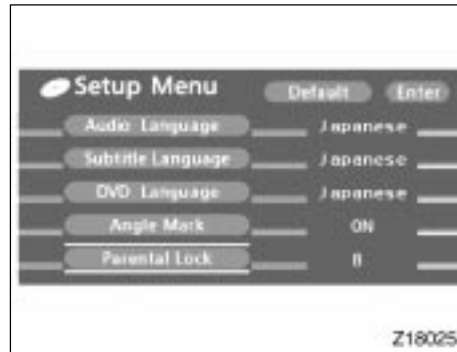 Setup Menu Default Enter
Audio Language Japanese
Subtitle Language Japanese
DVD Language Japanese
Angle Mark ON
Parental Lock 8
Z18025